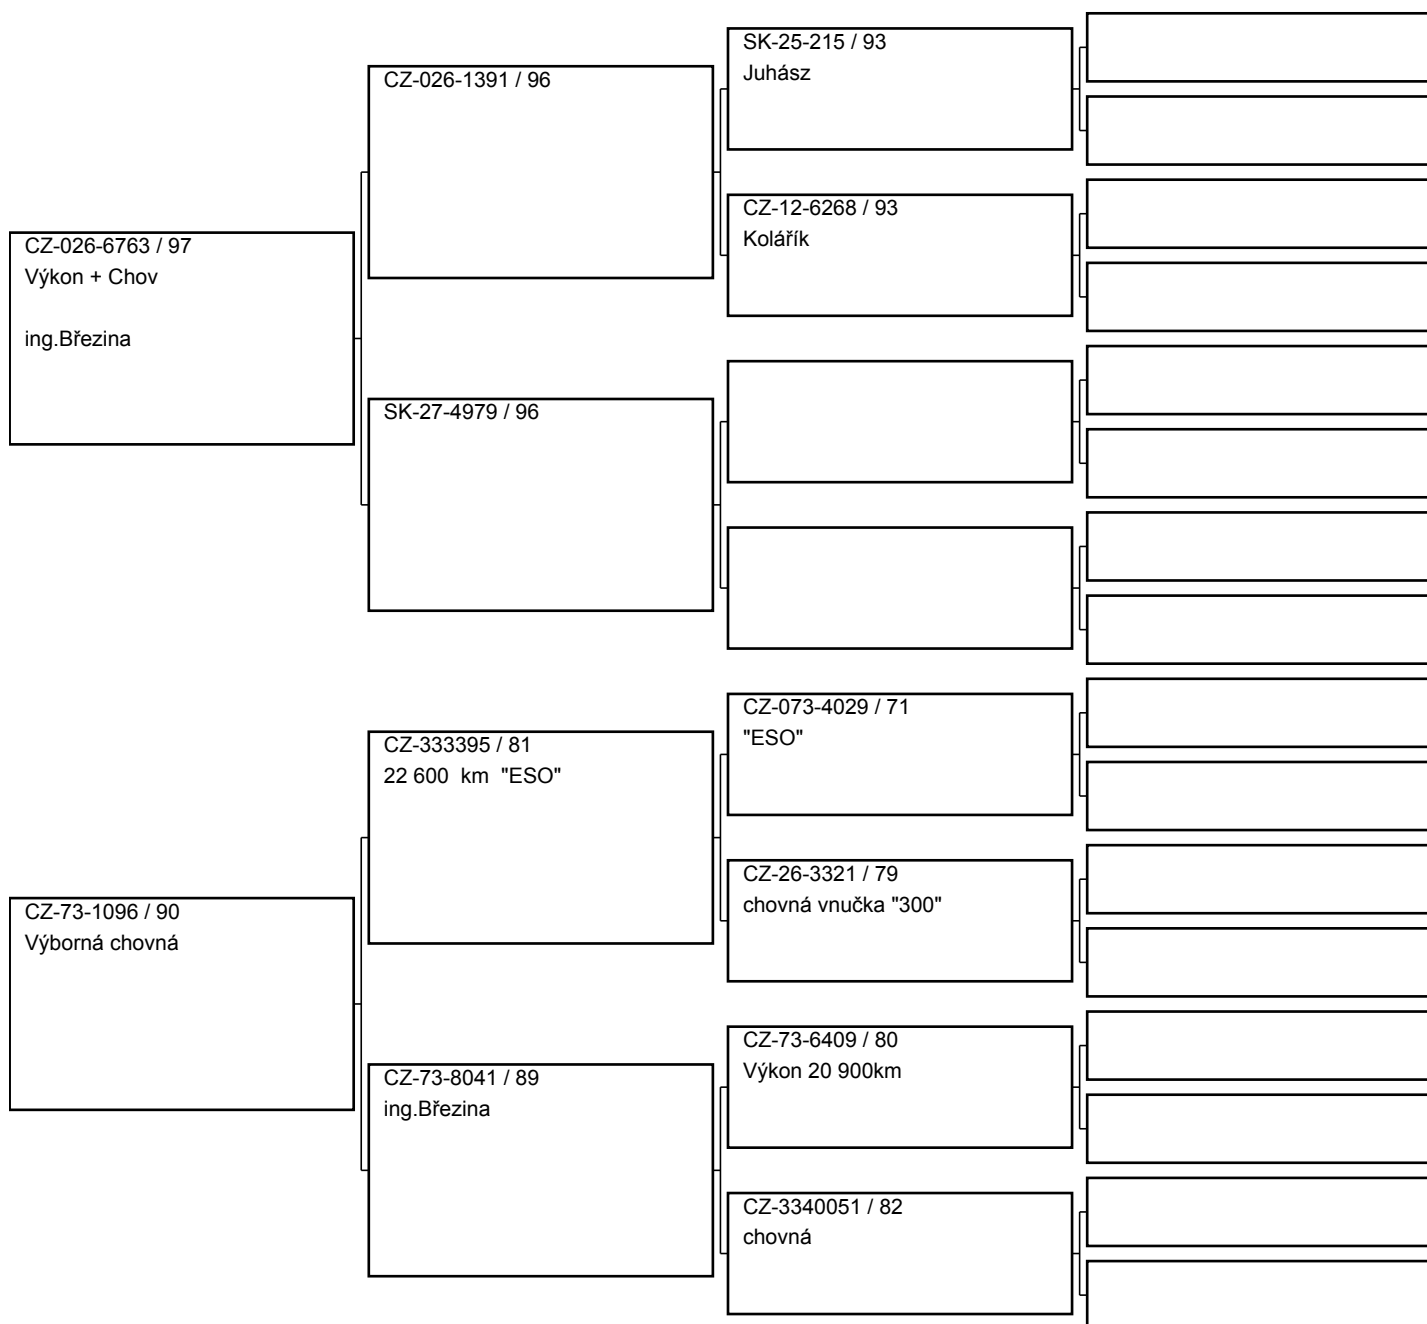 CZ-026-6763 / 97
Výkon + Chov
ing.Březina
CZ-73-1096 / 90
Výborná chovná
CZ-026-1391 / 96
SK-27-4979 / 96
CZ-333395 / 81
22 600  km  "ESO"
CZ-73-8041 / 89
ing.Březina
SK-25-215 / 93
Juhász
CZ-12-6268 / 93
Kolářík
CZ-073-4029 / 71
"ESO"
CZ-26-3321 / 79
chovná vnučka "300"
CZ-73-6409 / 80
Výkon 20 900km
CZ-3340051 / 82
chovná